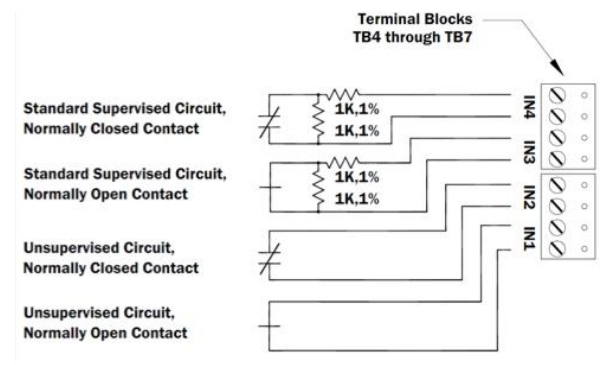 Terminal Blocks
TB4 through TB7
Standard Supervised Circuit,
Normally Closed Contact
1K,1%
1K,1%
IN4
Standard Supervised Circuit,
Normally Open Contact
1K,1%
1K,1%
IN3
Unsupervised Circuit,
Normally Closed Contact
IN2
Unsupervised Circuit,
Normally Open Contact
IN1